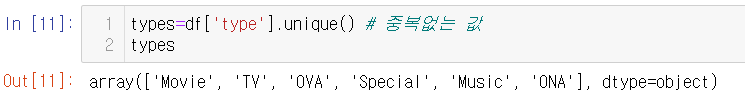 In [11]: 1 types=df['type'].unique() # 중복없는 값
2 types
Out[11]: array(['Movie', 'TV', 'OVA', 'Special', 'Music', 'ONA'], dtype=object)